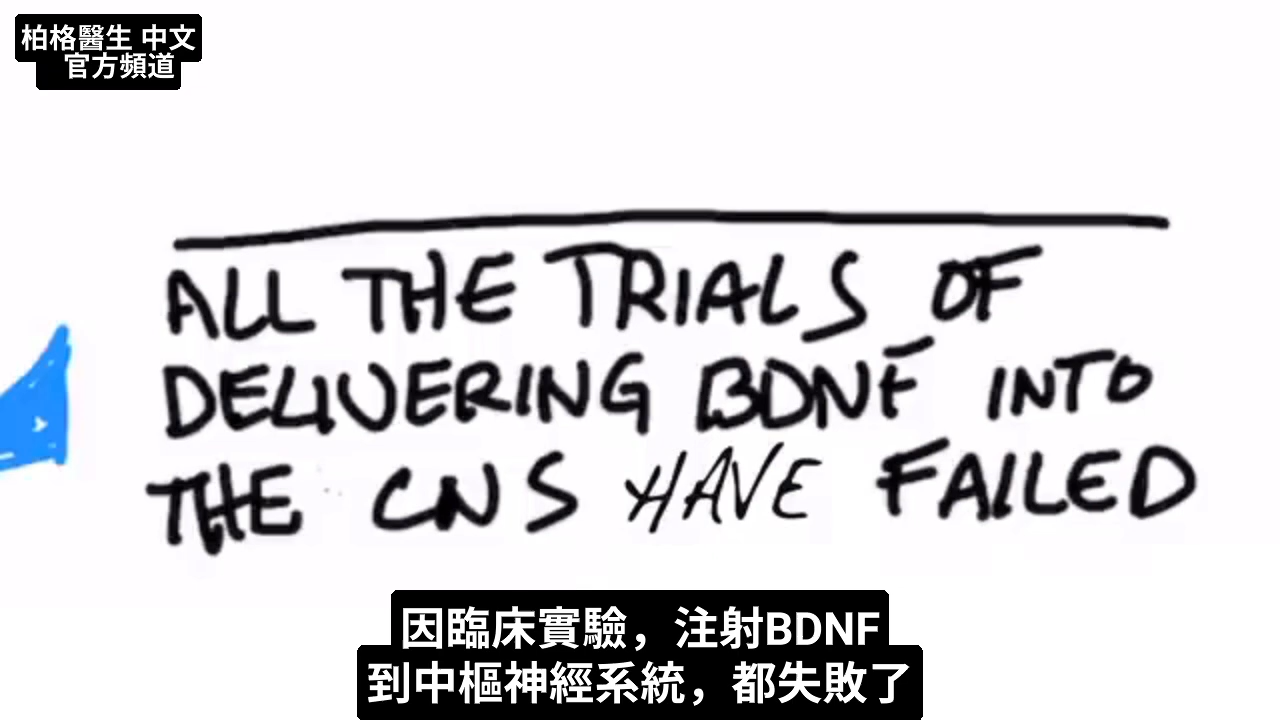 柏格醫生 中文
官方頻道
ALL THE TRIALS OF
DELIVERING BDNF INTO
THE CNS HAVE FAILED
因臨床實驗，注射BDNF
到中樞神經系統，都失敗了